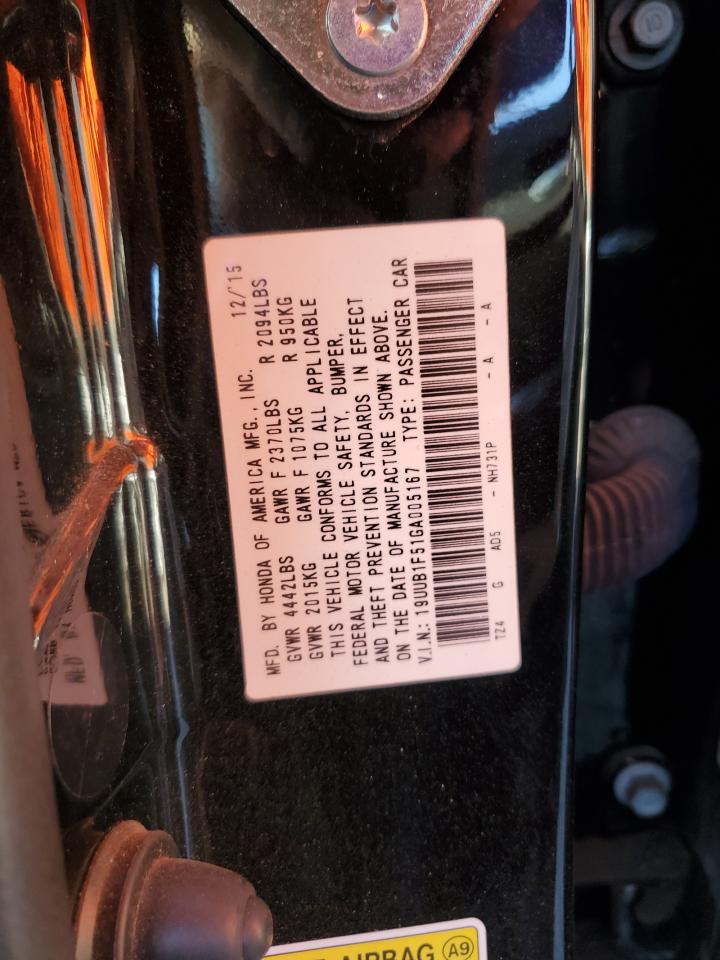 MFD. BY HONDA OF AMERICA MFG., INC. 12/'15
GVWR 4442LBS GAWR F 2370LBS R 2094LBS
GVWR 2015KG GAWR F 1075KG R 950KG
THIS VEHICLE CONFORMS TO ALL APPLICABLE
FEDERAL MOTOR VEHICLE SAFETY, BUMPER,
AND THEFT PREVENTION STANDARDS IN EFFECT
ON THE DATE OF MANUFACTURE SHOWN ABOVE.
V.I.N.: 19UUB1F51GA005167 TYPE: PASSENGER CAR
TZ4 G AD5 - NH731P - A - A
AIRBAG A9
10